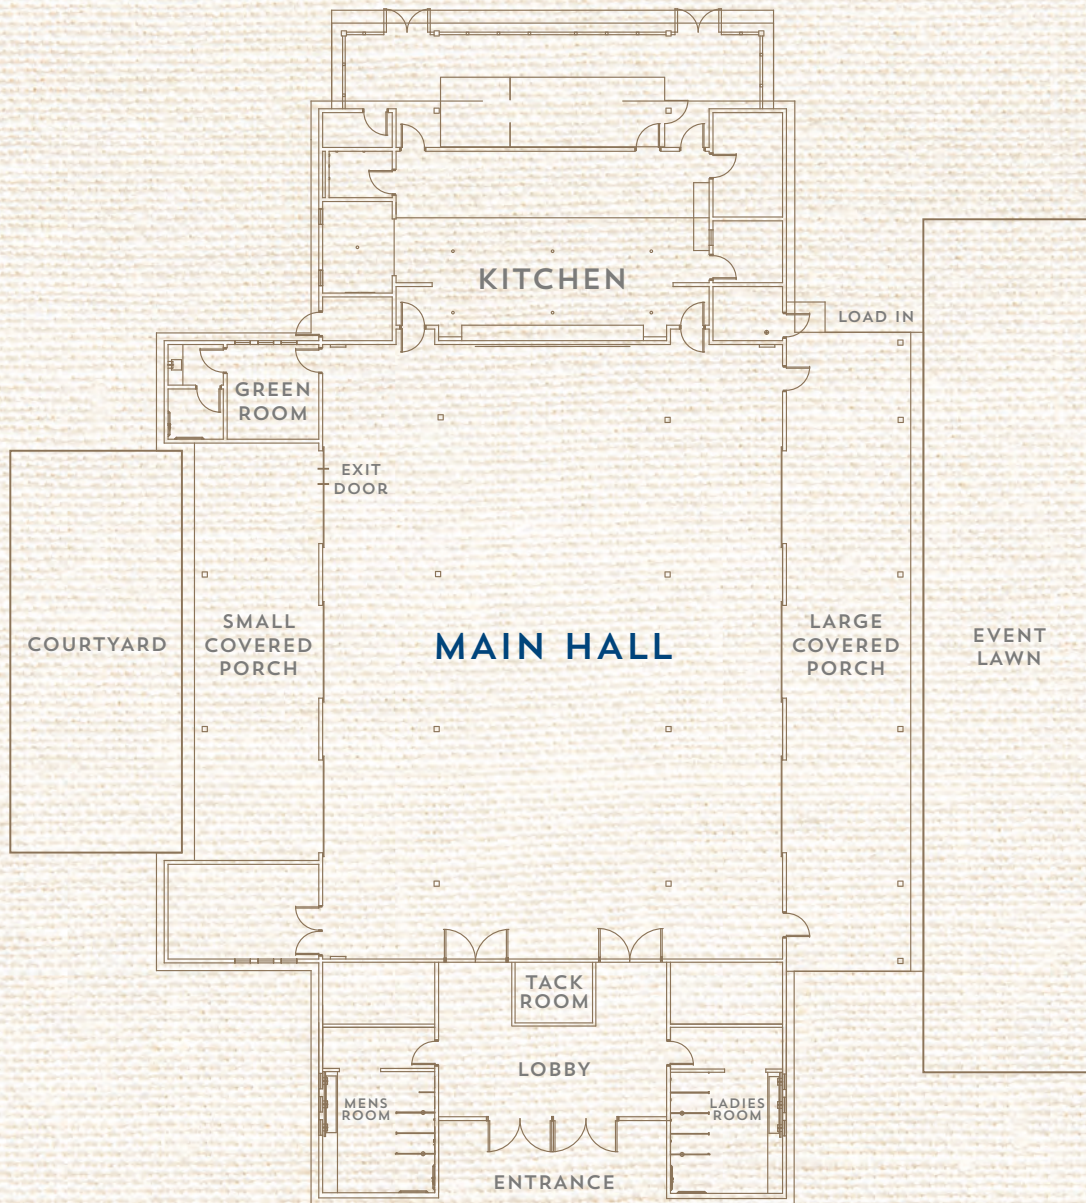 KITCHEN
LOAD IN
GREEN
ROOM
EXIT
DOOR
COURTYARD
SMALL
COVERED
PORCH
MAIN HALL
LARGE
COVERED
PORCH
EVENT
LAWN
TACK
ROOM
LOBBY
MENS
ROOM
LADIES
ROOM
ENTRANCE